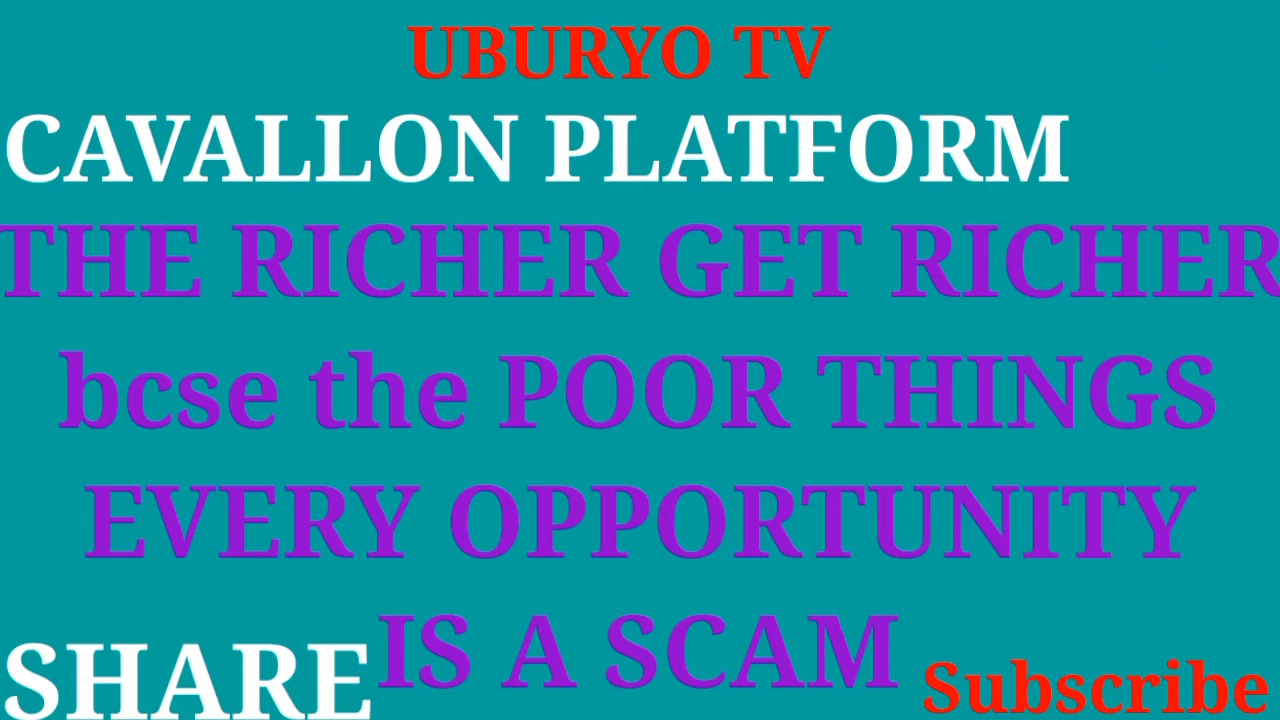 UBURYO TV
CAVALLON PLATFORM
THE RICHER GET RICHER
bcse the POOR THINGS
EVERY OPPORTUNITY
IS A SCAM
SHARE
Subscribe